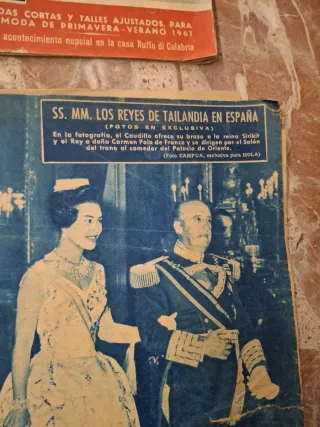 DAS CORTAS Y TALLES AJUSTADOS, PARA
MODA DE PRIMAVERA-VERANO 1961
acontecimiento nupcial en la casa Ruffo di Calabria
SS. MM. LOS REYES DE TAILANDIA EN ESPAÑA
(FOTOS EN EXCLUSIVA)
En la fotografía, el Caudillo ofrece su brazo a la reina Sirikit
y el Rey a doña Carmen Polo de Franco y se dirigen por el Salón
del trono al comedor del Palacio de Oriente.
(Foto CAMPUA, exclusiva para HOLA)